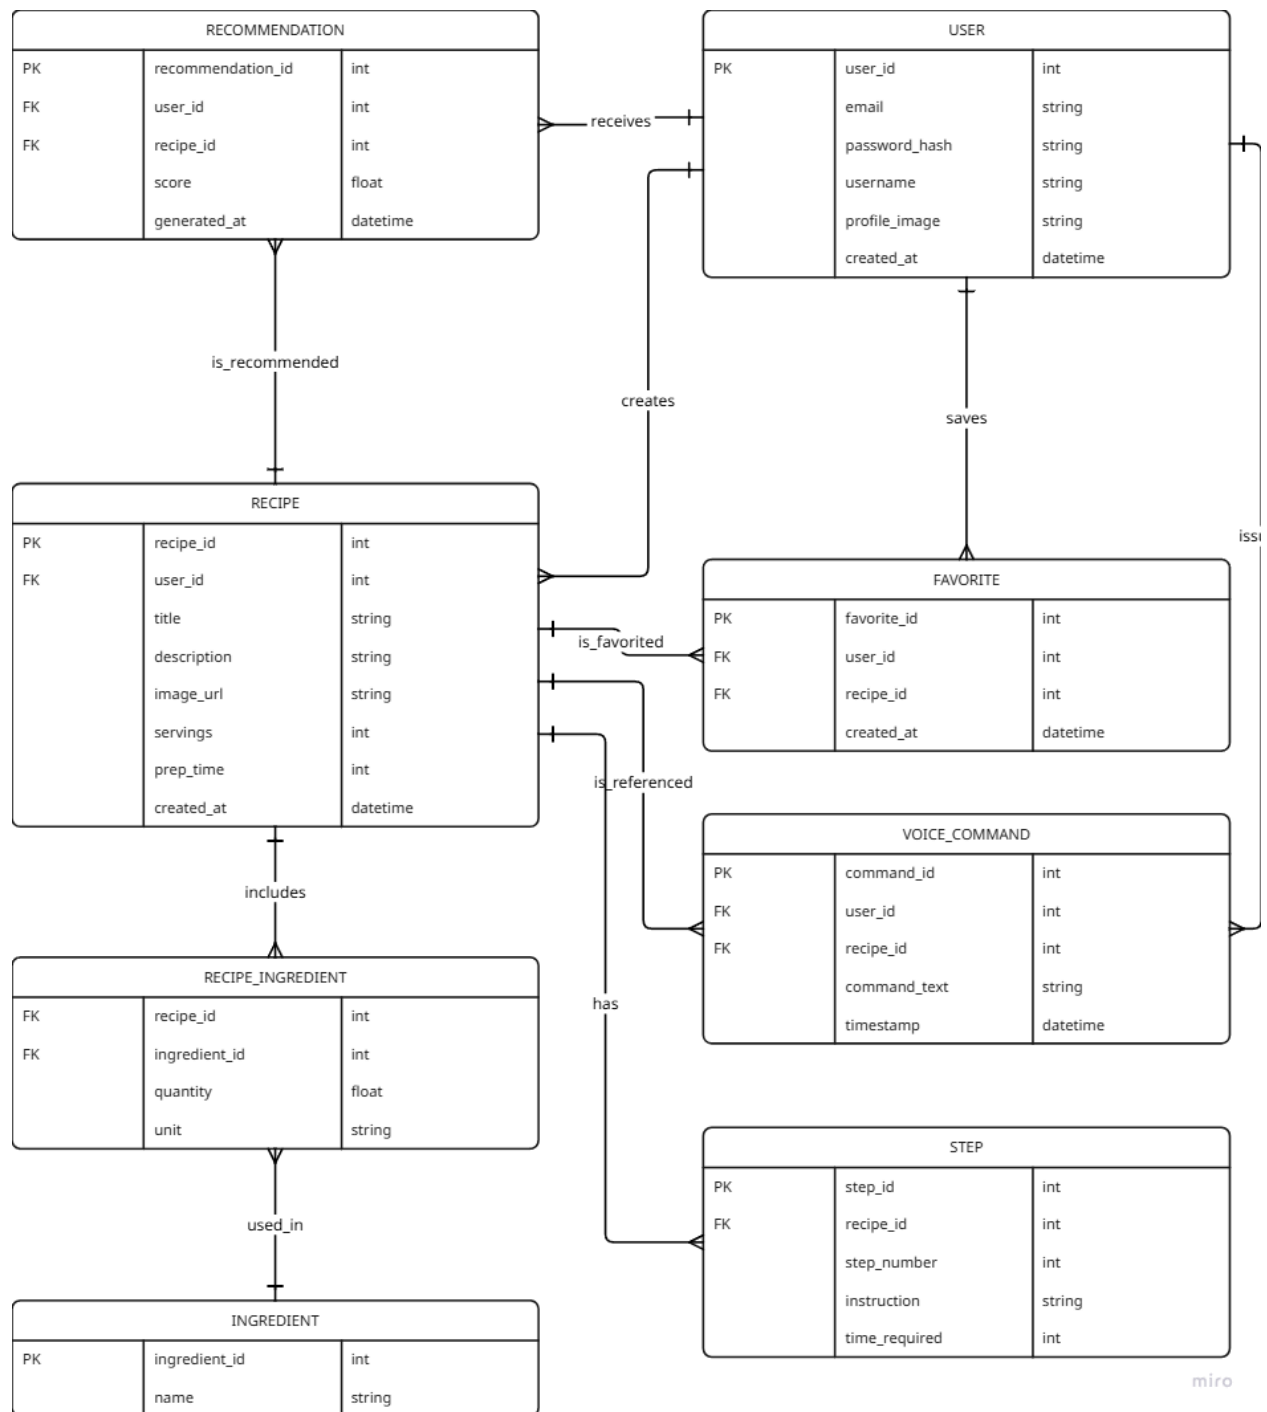 RECOMMENDATION
PK recommendation_id int
FK user_id int
FK recipe_id int
score float
generated_at datetime
USER
PK user_id int
email string
password_hash string
username string
profile_image string
created_at datetime
receives
is_recommended
creates
saves
RECIPE
PK recipe_id int
FK user_id int
title string
description string
image_url string
servings int
prep_time int
created_at datetime
FAVORITE
PK favorite_id int
FK user_id int
FK recipe_id int
created_at datetime
is_favorited
is_referenced
includes
has
VOICE_COMMAND
PK command_id int
FK user_id int
FK recipe_id int
command_text string
timestamp datetime
RECIPE_INGREDIENT
FK recipe_id int
FK ingredient_id int
quantity float
unit string
used_in
STEP
PK step_id int
FK recipe_id int
step_number int
instruction string
time_required int
INGREDIENT
PK ingredient_id int
name string
miro